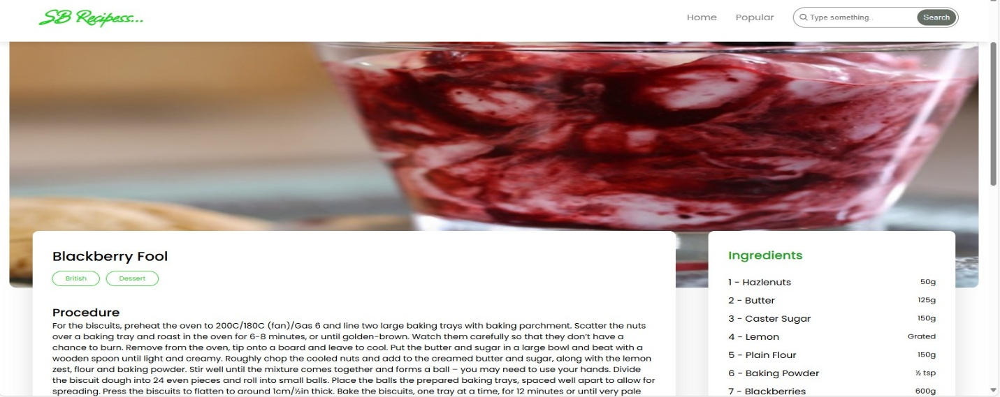 SB Recipess...
Home
Popular
Type something..
Search
Blackberry Fool
British
Dessert
Procedure
For the biscuits, preheat the oven to 200C/180C (fan)/Gas 6 and line two large baking trays with baking parchment. Scatter the nuts
over a baking tray and roast in the oven for 6-8 minutes, or until golden-brown. Watch them carefully so that they don’t have a
chance to burn. Remove from the oven, tip onto a board and leave to cool. Put the butter and sugar in a large bowl and beat with a
wooden spoon until light and creamy. Roughly chop the cooled nuts and add to the creamed butter and sugar, along with the lemon
zest, flour and baking powder. Stir well until the mixture comes together and forms a ball – you may need to use your hands. Divide
the biscuit dough into 24 even pieces and roll into small balls. Place the balls the prepared baking trays, spaced well apart to allow for
spreading. Press the biscuits to flatten to around 1cm/½in thick. Bake the biscuits, one tray at a time, for 12 minutes or until very pale
Ingredients
1 - Hazlenuts 50g
2 - Butter 125g
3 - Caster Sugar 150g
4 - Lemon Grated
5 - Plain Flour 150g
6 - Baking Powder ½ tsp
7 - Blackberries 600g